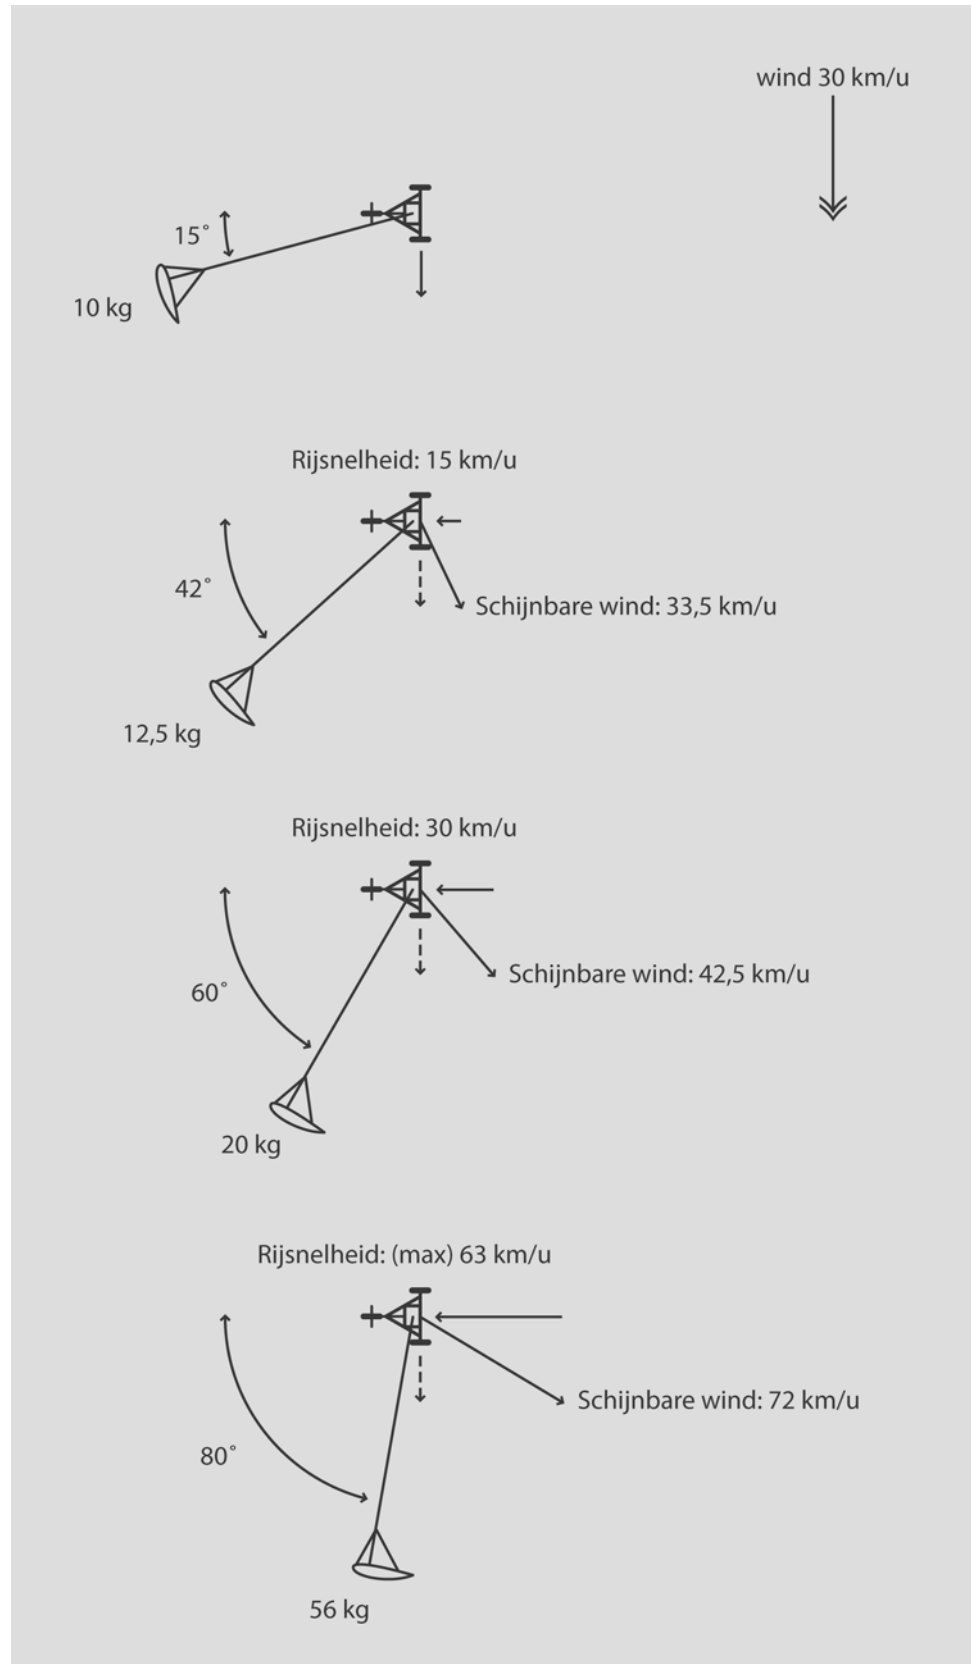 wind 30 km/u
15°
10 kg
Rijsnelheid: 15 km/u
42°
Schijnbare wind: 33,5 km/u
12,5 kg
Rijsnelheid: 30 km/u
Schijnbare wind: 42,5 km/u
60°
20 kg
Rijsnelheid: (max) 63 km/u
Schijnbare wind: 72 km/u
80°
56 kg